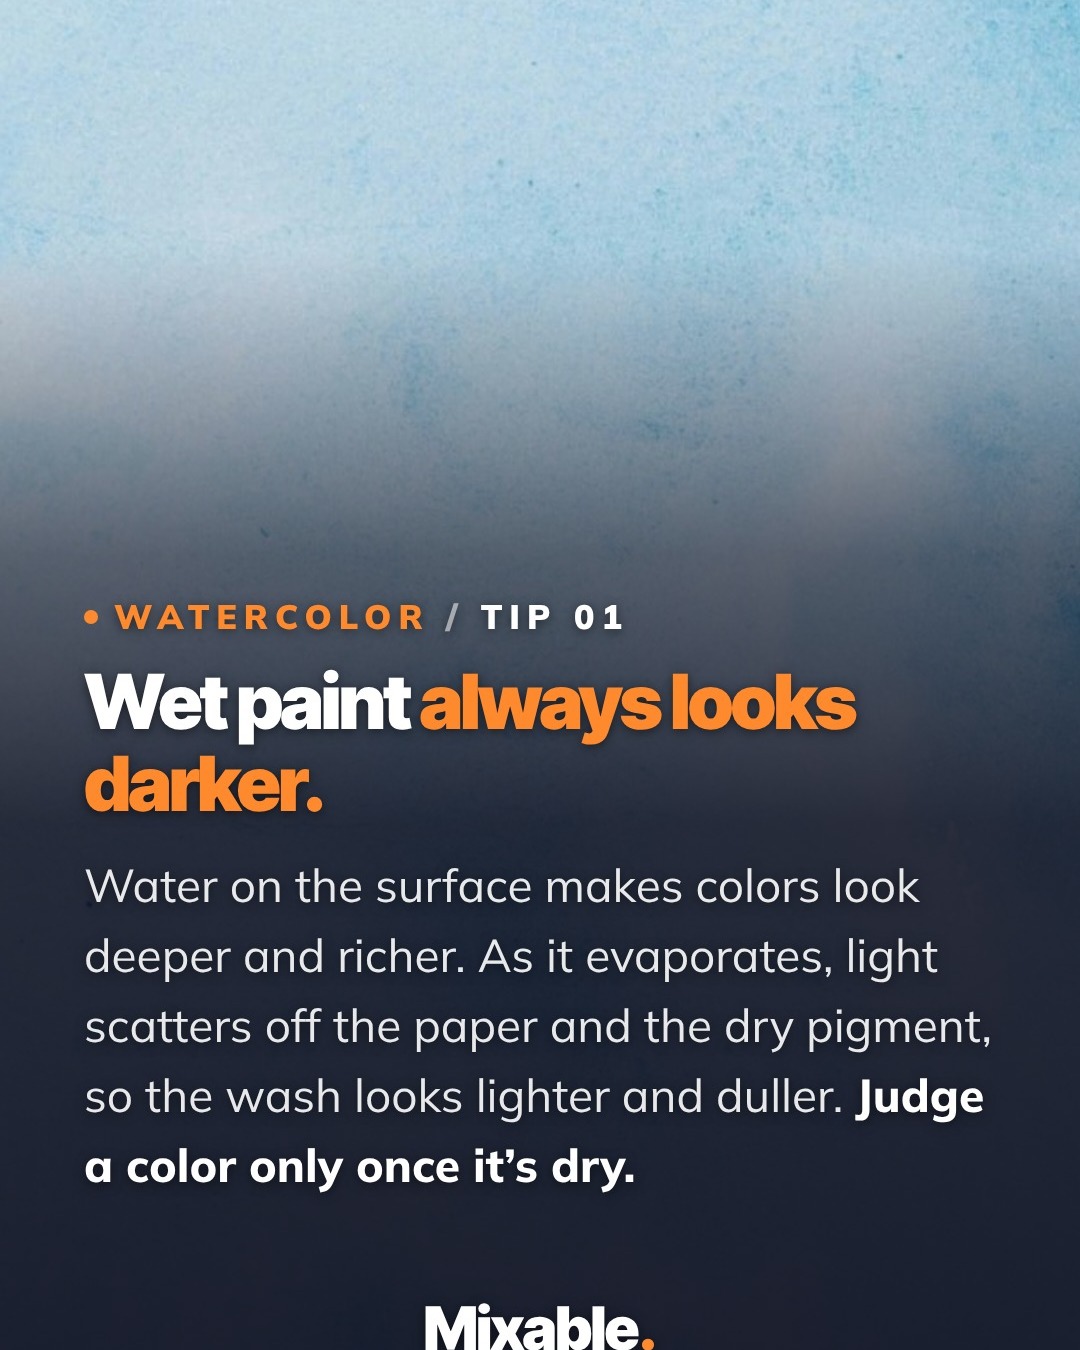 • WATERCOLOR / TIP 01
Wet paint always looks
darker.
Water on the surface makes colors look
deeper and richer. As it evaporates, light
scatters off the paper and the dry pigment,
so the wash looks lighter and duller. Judge
a color only once it’s dry.
Mixable.